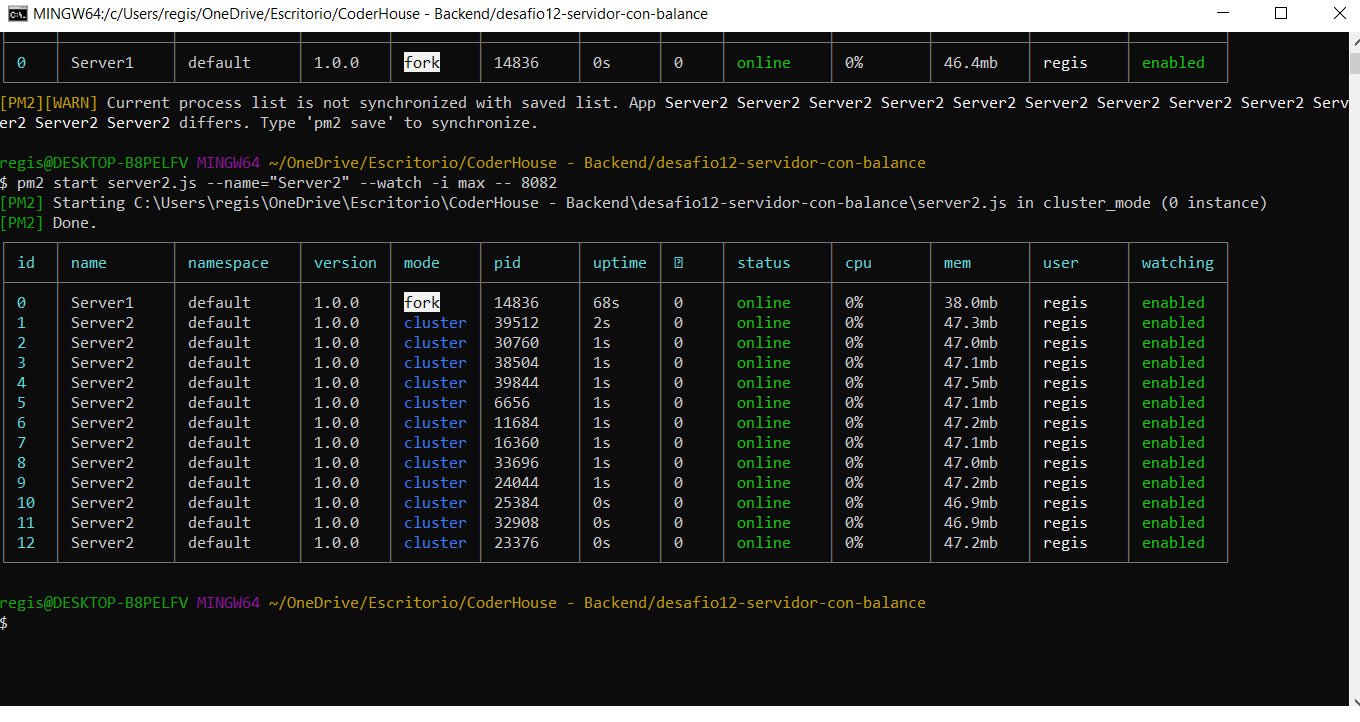 MINGW64:/c/Users/regis/OneDrive/Escritorio/CoderHouse - Backend/desafio12-servidor-con-balance
0 Server1 default 1.0.0 fork 14836 0s 0 online 0% 46.4mb regis enabled
[PM2][WARN] Current process list is not synchronized with saved list. App Server2 Server2 Server2 Server2 Server2 Server2 Server2 Server2 Server2 Serv
er2 Server2 Server2 differs. Type 'pm2 save' to synchronize.
regis@DESKTOP-B8PELFV MINGW64 ~/OneDrive/Escritorio/CoderHouse - Backend/desafio12-servidor-con-balance
$ pm2 start server2.js --name="Server2" --watch -i max -- 8082
[PM2] Starting C:\Users\regis\OneDrive\Escritorio\CoderHouse - Backend\desafio12-servidor-con-balance\server2.js in cluster_mode (0 instance)
[PM2] Done.
id name namespace version mode pid uptime status cpu mem user watching
0 Server1 default 1.0.0 fork 14836 68s 0 online 0% 38.0mb regis enabled
1 Server2 default 1.0.0 cluster 39512 2s 0 online 0% 47.3mb regis enabled
2 Server2 default 1.0.0 cluster 30760 1s 0 online 0% 47.0mb regis enabled
3 Server2 default 1.0.0 cluster 38504 1s 0 online 0% 47.1mb regis enabled
4 Server2 default 1.0.0 cluster 39844 1s 0 online 0% 47.5mb regis enabled
5 Server2 default 1.0.0 cluster 6656 1s 0 online 0% 47.1mb regis enabled
6 Server2 default 1.0.0 cluster 11684 1s 0 online 0% 47.2mb regis enabled
7 Server2 default 1.0.0 cluster 16360 1s 0 online 0% 47.1mb regis enabled
8 Server2 default 1.0.0 cluster 33696 1s 0 online 0% 47.0mb regis enabled
9 Server2 default 1.0.0 cluster 24044 1s 0 online 0% 47.2mb regis enabled
10 Server2 default 1.0.0 cluster 25384 0s 0 online 0% 46.9mb regis enabled
11 Server2 default 1.0.0 cluster 32908 0s 0 online 0% 46.9mb regis enabled
12 Server2 default 1.0.0 cluster 23376 0s 0 online 0% 47.2mb regis enabled
regis@DESKTOP-B8PELFV MINGW64 ~/OneDrive/Escritorio/CoderHouse - Backend/desafio12-servidor-con-balance
$